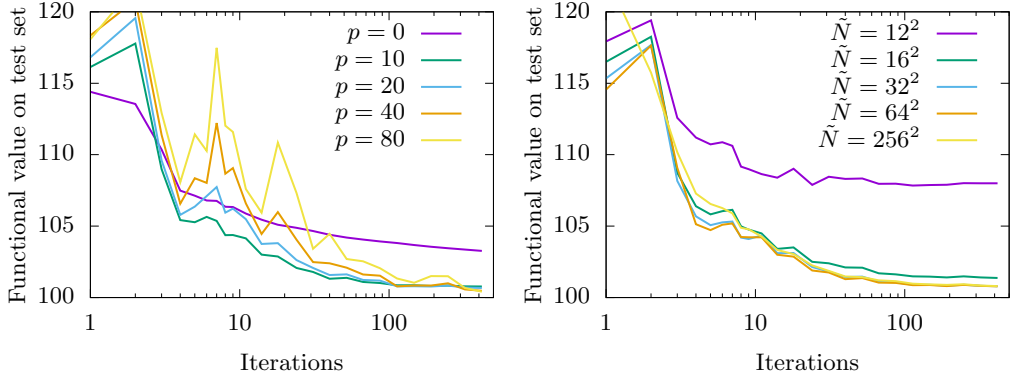 Functional value on test set
120
115
110
105
100
1
10
100
Iterations
p = 0
p = 10
p = 20
p = 40
p = 80
Functional value on test set
120
115
110
105
100
1
10
100
Iterations
Ñ = 12²
Ñ = 16²
Ñ = 32²
Ñ = 64²
Ñ = 256²